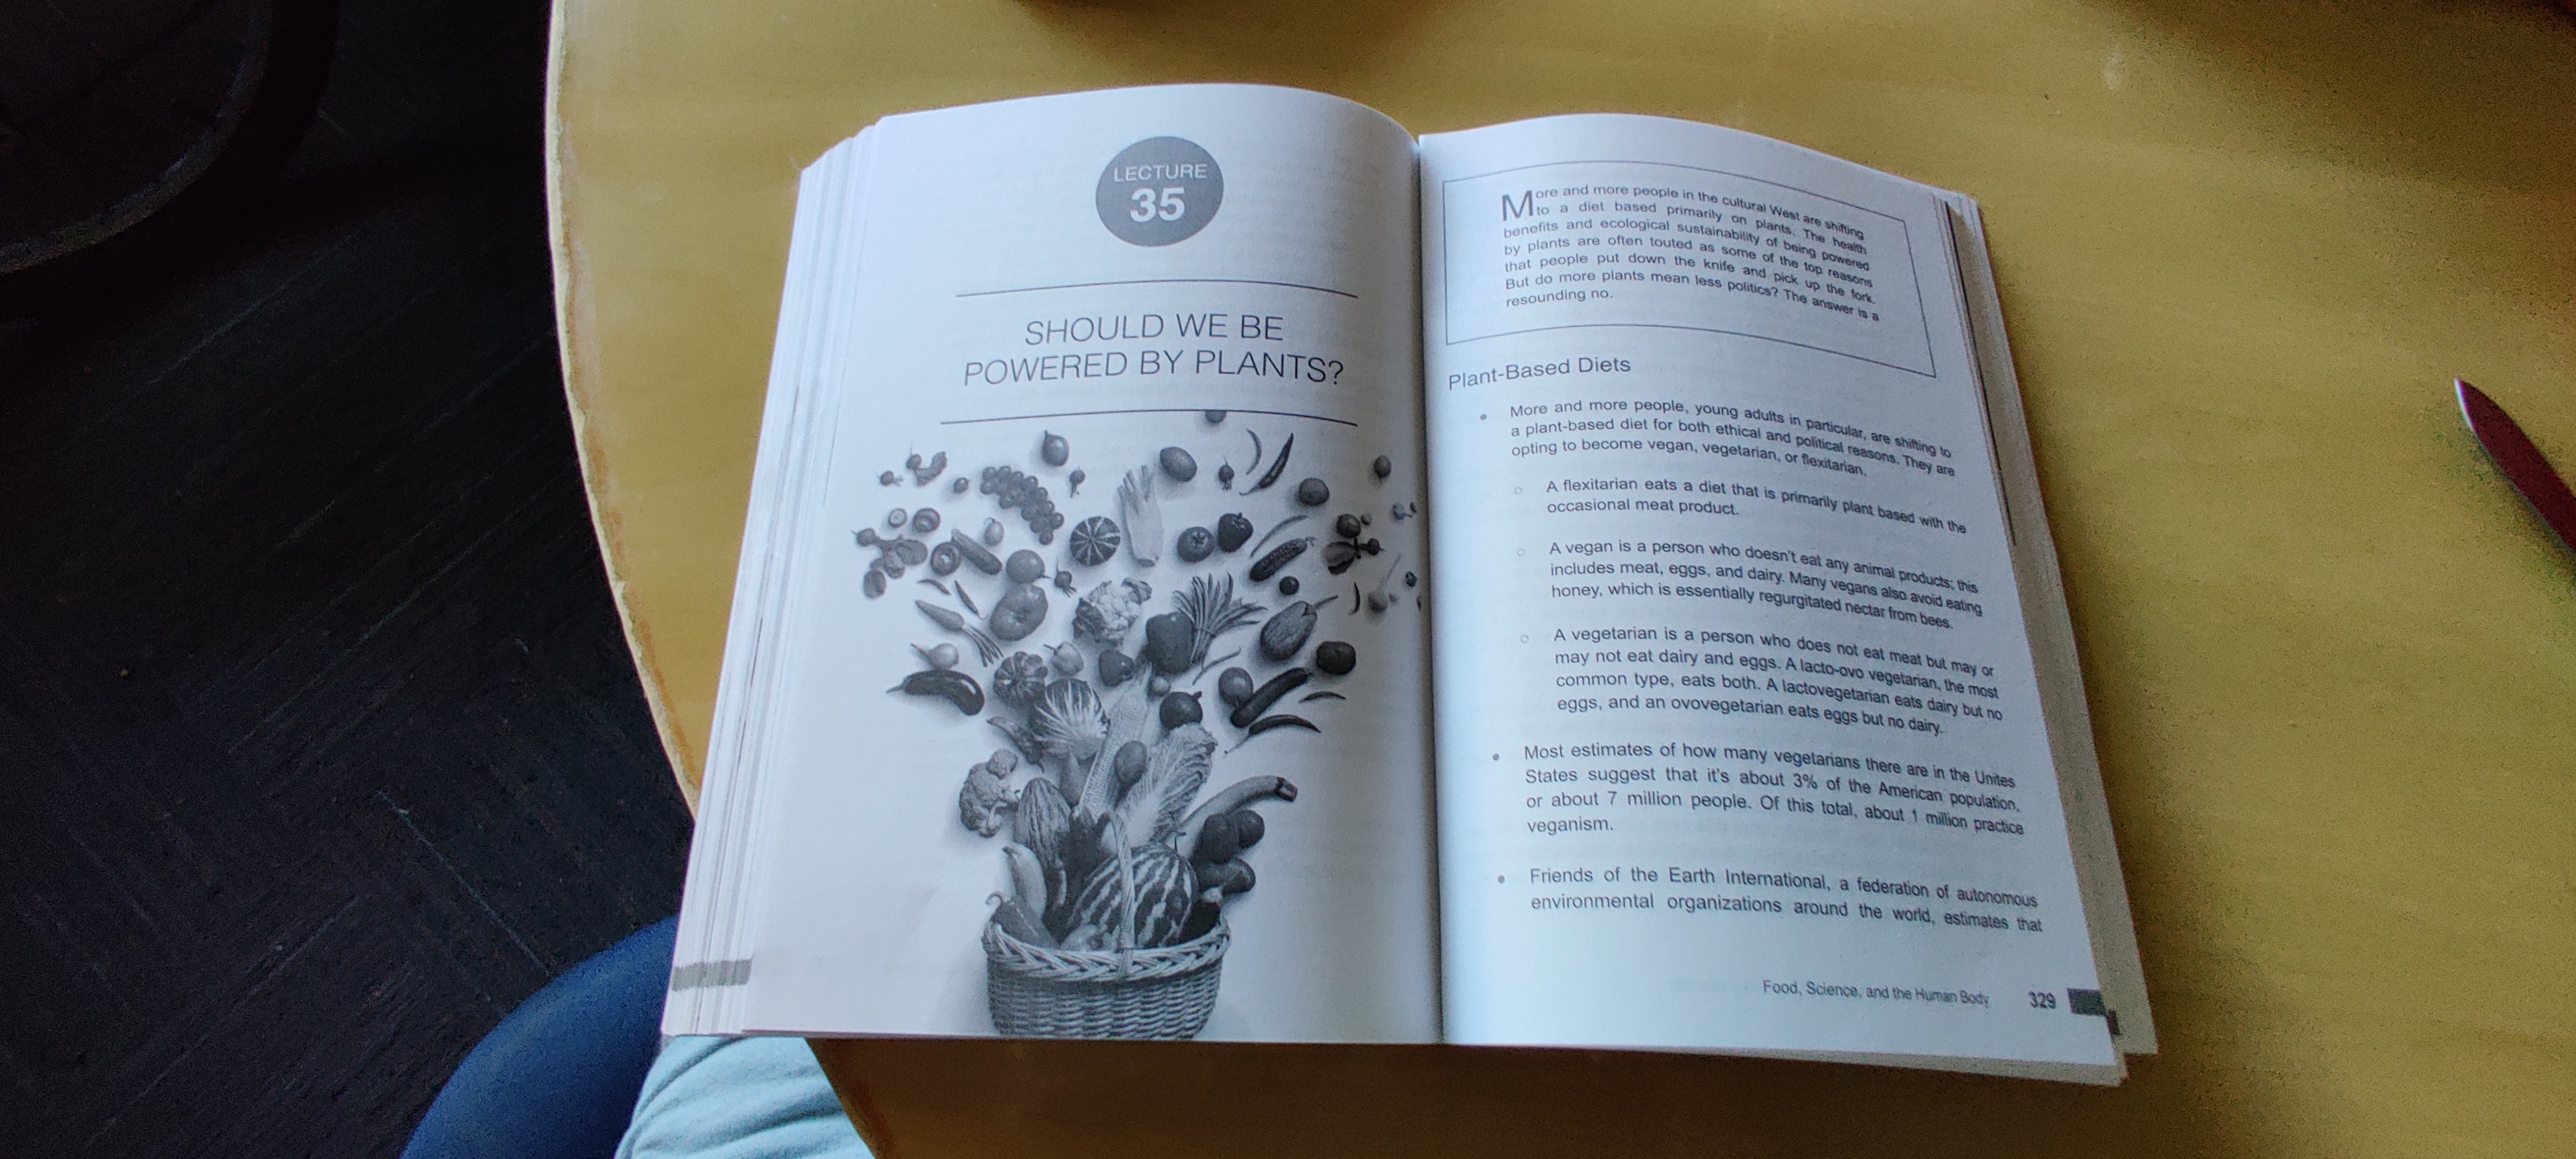 LECTURE
35
SHOULD WE BE
POWERED BY PLANTS?
More and more people in the cultural West are shifting
to a diet based primarily on plants. The health
benefits and ecological sustainability of being powered
by plants are often touted as some of the top reasons
that people put down the knife and pick up the fork.
But do more plants mean less politics? The answer is a
resounding no.
Plant-Based Diets
• More and more people, young adults in particular, are shifting to
a plant-based diet for both ethical and political reasons. They are
opting to become vegan, vegetarian, or flexitarian.
○ A flexitarian eats a diet that is primarily plant based with the
occasional meat product.
○ A vegan is a person who doesn't eat any animal products; this
includes meat, eggs, and dairy. Many vegans also avoid eating
honey, which is essentially regurgitated nectar from bees.
○ A vegetarian is a person who does not eat meat but may or
may not eat dairy and eggs. A lacto-ovo vegetarian, the most
common type, eats both. A lactovegetarian eats dairy but no
eggs, and an ovovegetarian eats eggs but no dairy.
• Most estimates of how many vegetarians there are in the Unites
States suggest that it's about 3% of the American population,
or about 7 million people. Of this total, about 1 million practice
veganism.
• Friends of the Earth International, a federation of autonomous
environmental organizations around the world, estimates that
Food, Science, and the Human Body 329